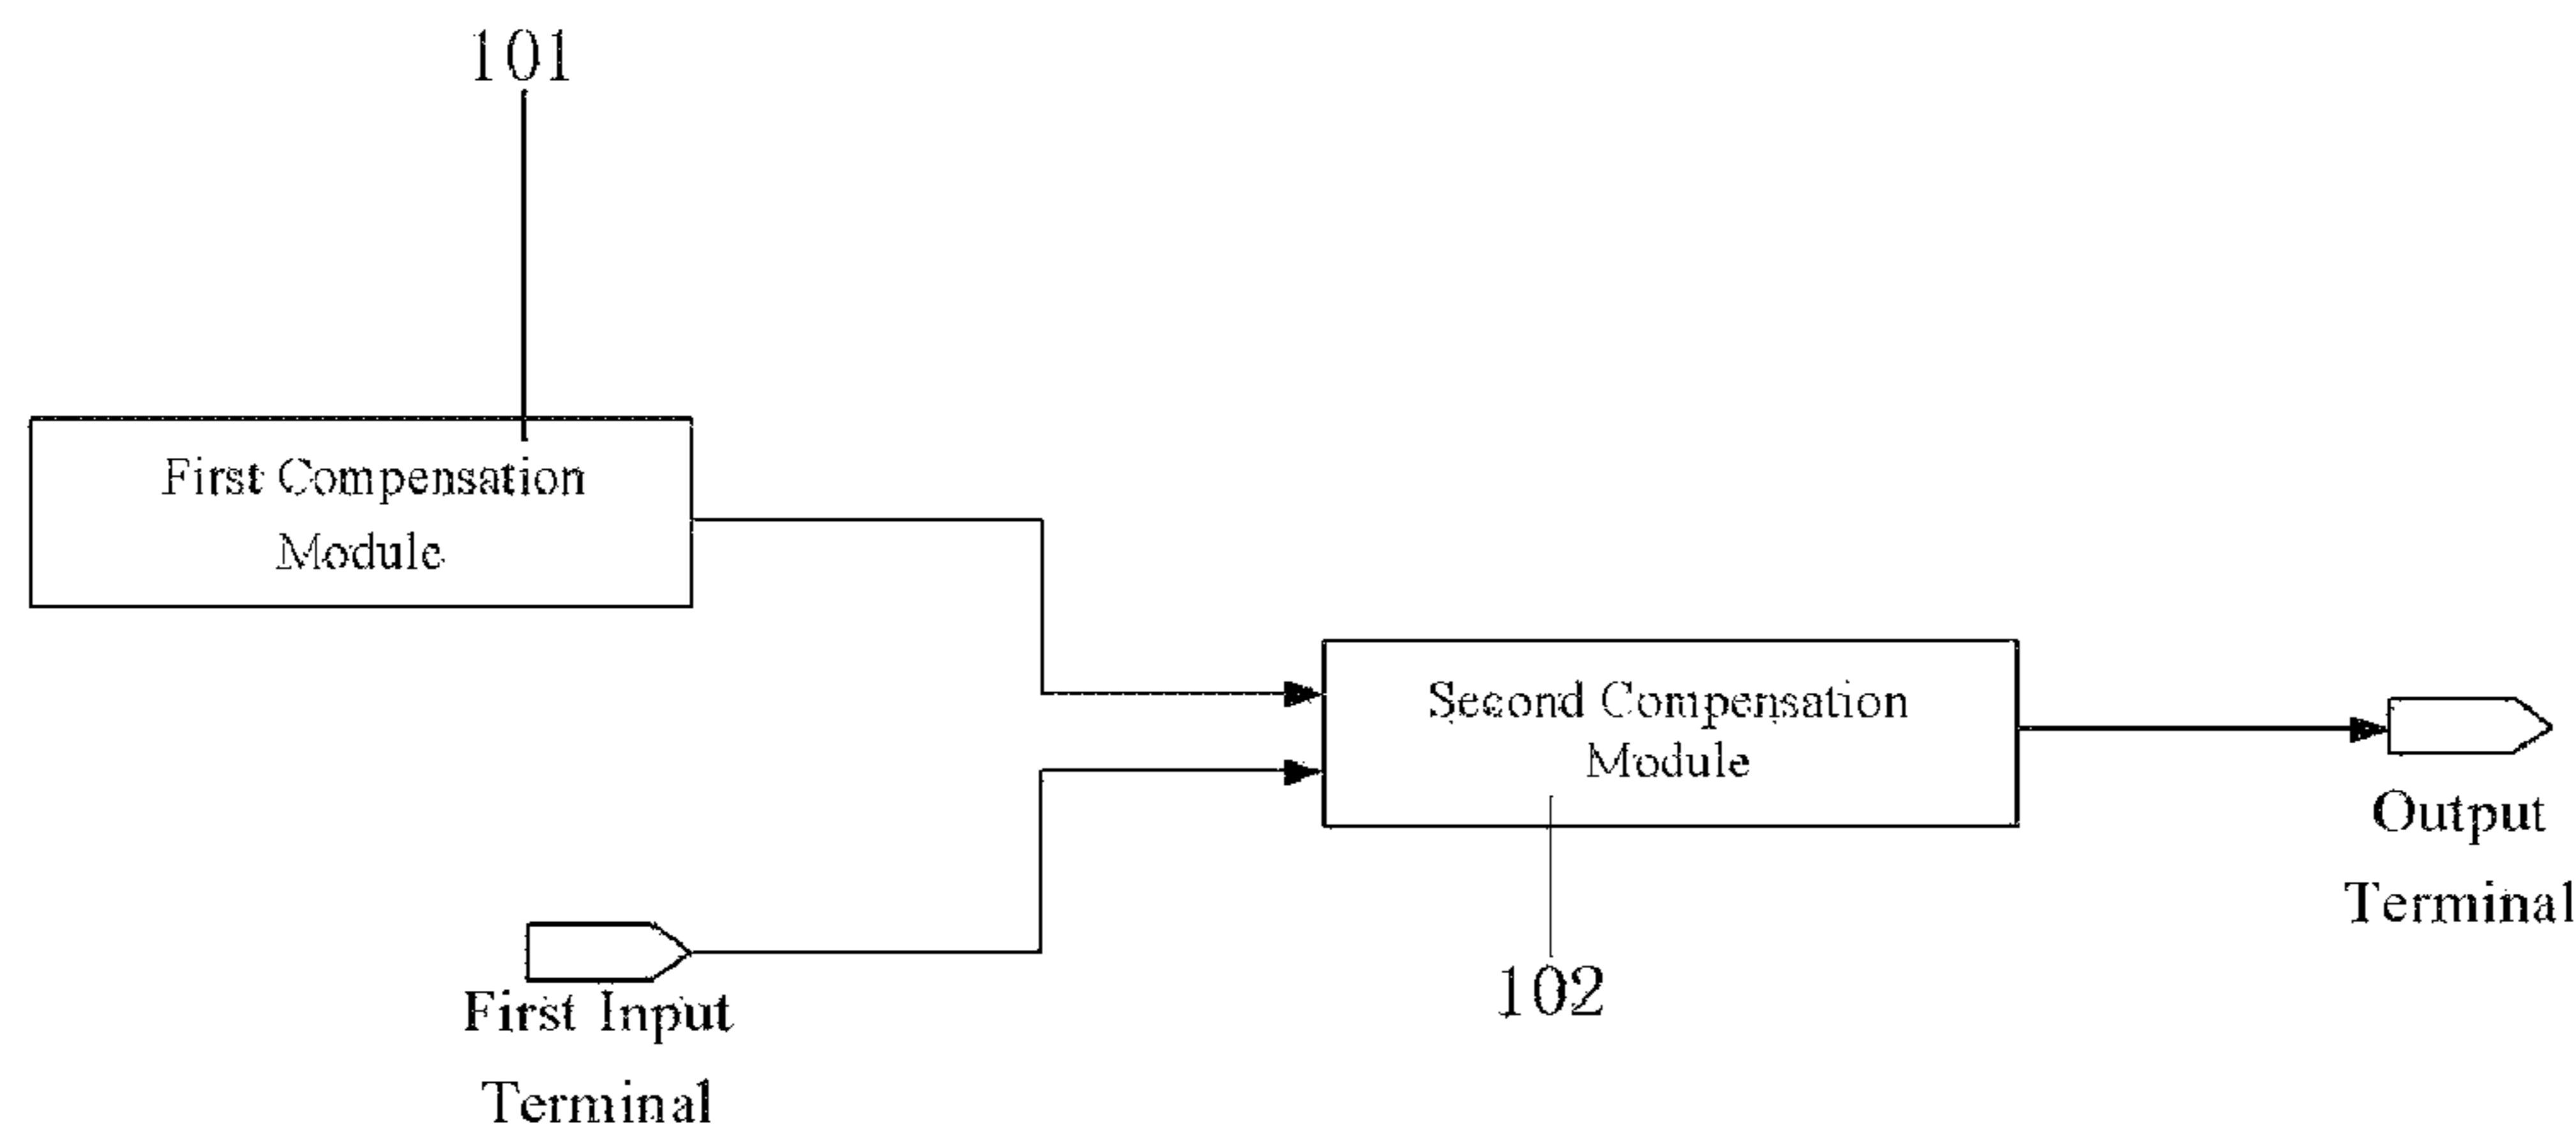 101
First Compensation
Module
Second Compensation
Module
Output
Terminal
102
First Input
Terminal